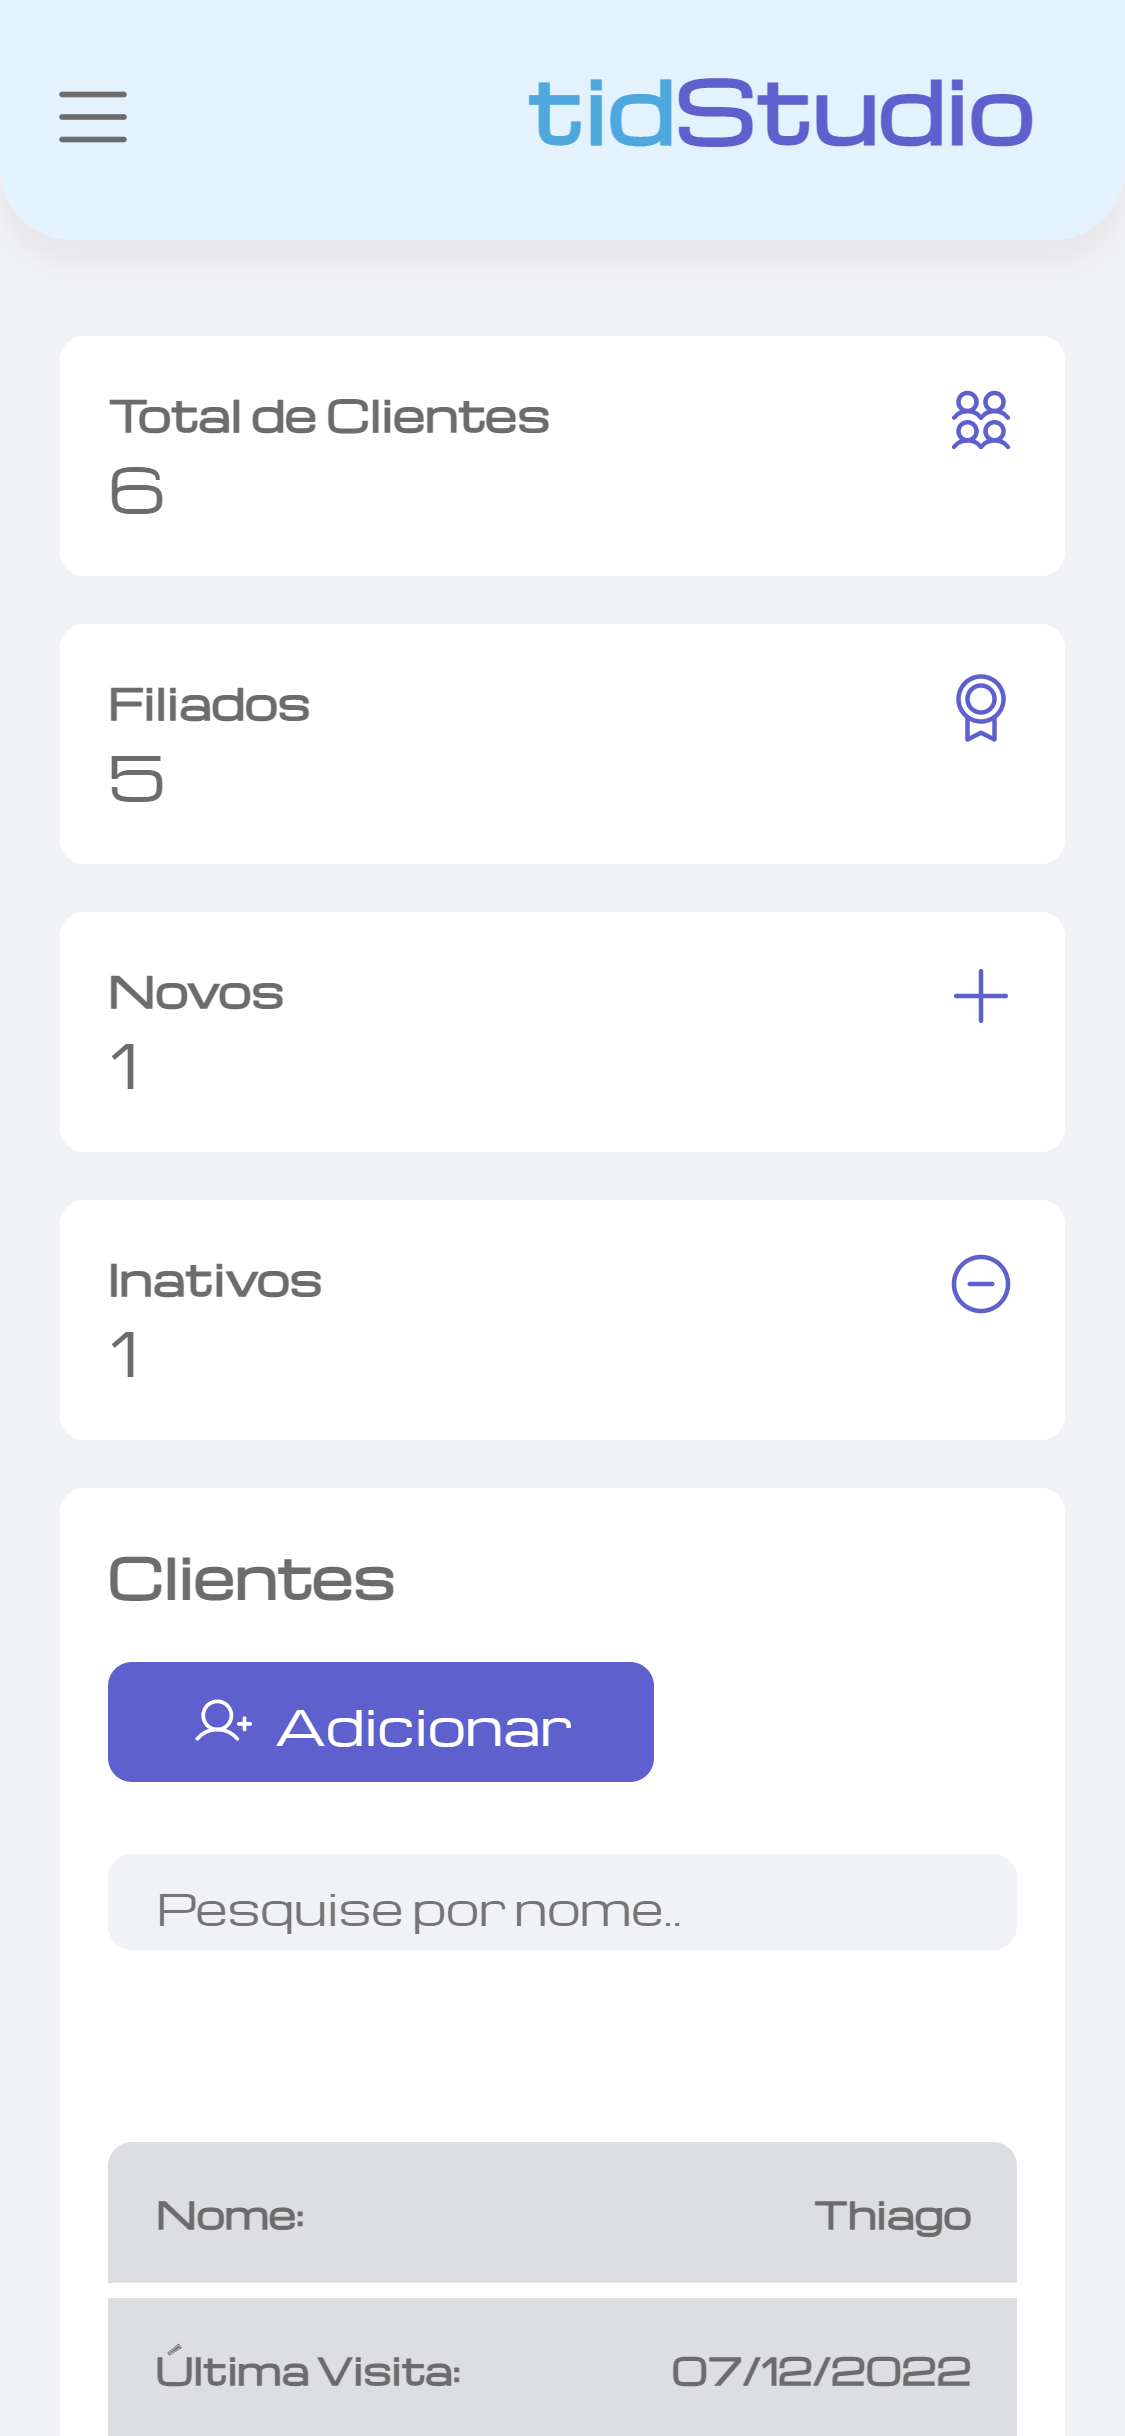 tidStudio
Total de Clientes
6
Filiados
5
Novos
1
Inativos
1
Clientes
Adicionar
Pesquise por nome..
Nome: Thiago
Última Visita: 07/12/2022